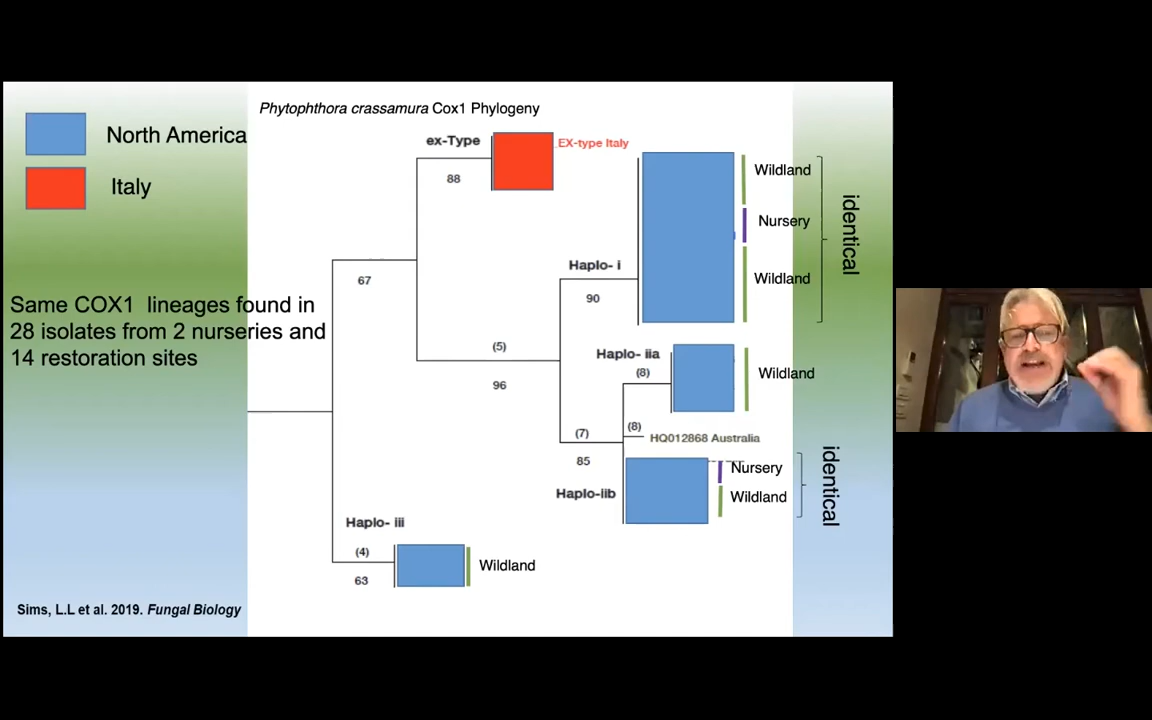 Phytophthora crassamura Cox1 Phylogeny
North America
Italy
Same COX1 lineages found in
28 isolates from 2 nurseries and
14 restoration sites
ex-Type
EX-type Italy
88
67
Haplo- i
90
Wildland
Nursery
Wildland
identical
(5)
96
Haplo- iia
(8)
Wildland
(7)
85
(8)
HQ012868 Australia
Haplo-iib
Nursery
Wildland
identical
Haplo- iii
(4)
63
Wildland
Sims, L.L et al. 2019. Fungal Biology